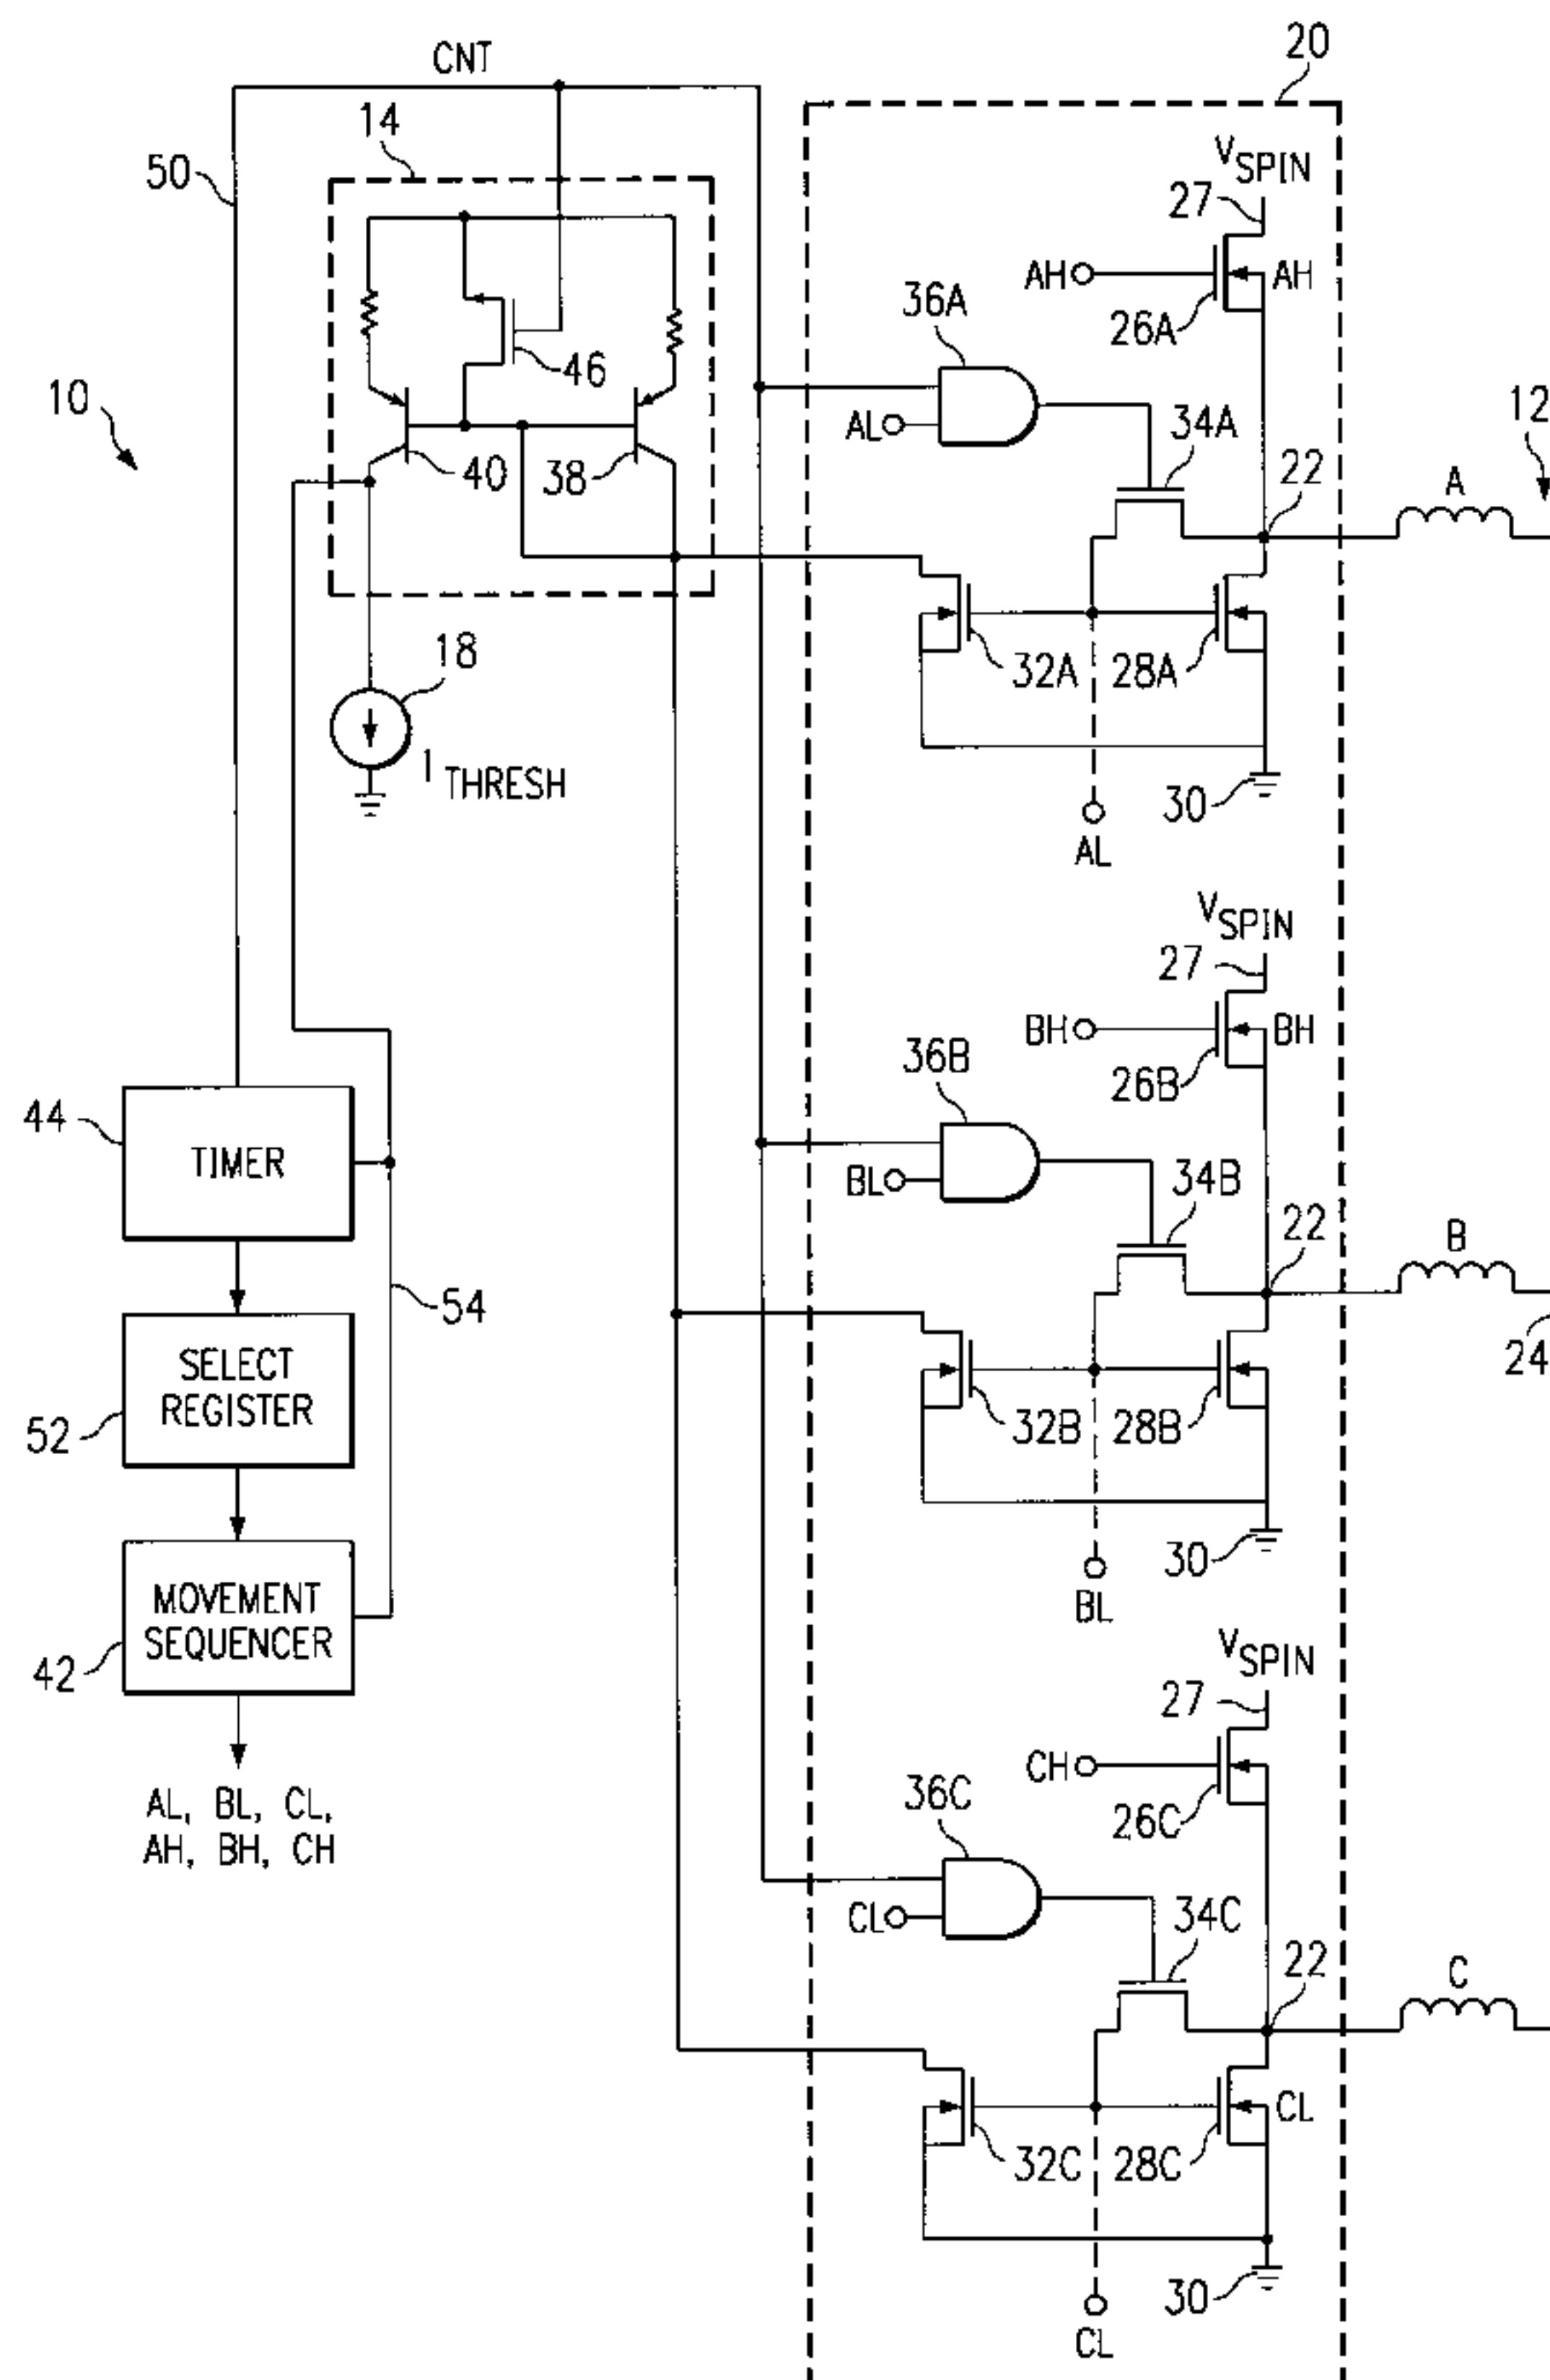 CNT
20
14
50
V SPIN
27
AH
AH
26A
36A
46
10
AL
34A
12
40
38
22
A
18
32A
28A
I THRESH
30
AL
V SPIN
27
BH
BH
26B
36B
44
TIMER
BL
34B
22
B
54
24
SELECT
REGISTER
52
32B
28B
30
MOVEMENT
SEQUENCER
42
BL
V SPIN
27
CH
26C
36C
AL, BL, CL,
AH, BH, CH
CL
34C
22
C
CL
32C
28C
30
CL